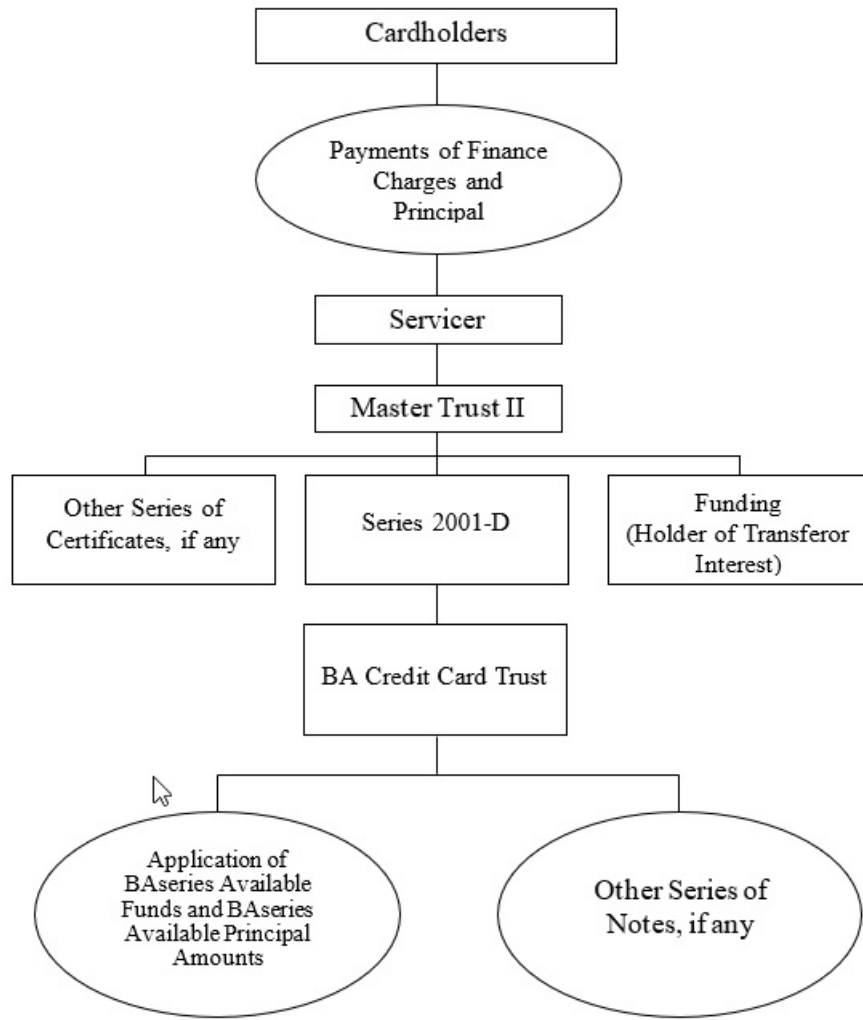 Cardholders
Payments of Finance
Charges and
Principal
Servicer
Master Trust II
Other Series of
Certificates, if any
Series 2001-D
Funding
(Holder of Transferor
Interest)
BA Credit Card Trust
Application of
BAseries Available
Funds and BAseries
Available Principal
Amounts
Other Series of
Notes, if any